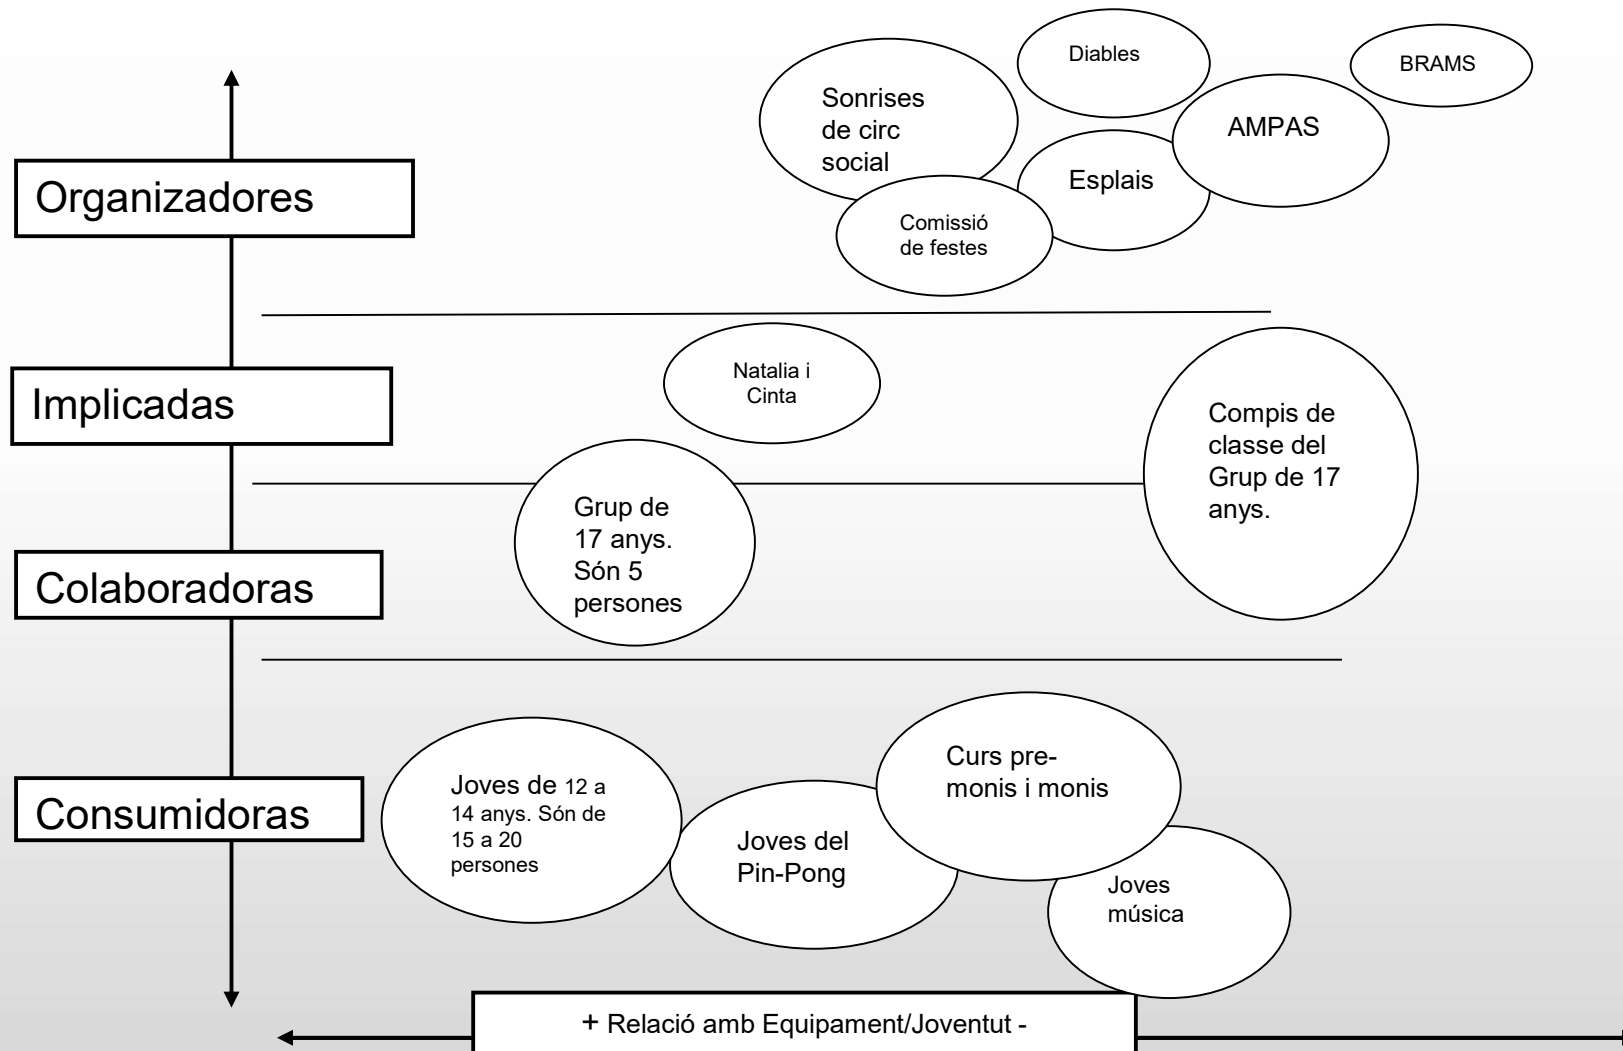 Diables
BRAMS
Sonrises
de circ
social
AMPAS
Organizadores
Esplais
Comissió
de festes
Natalia i
Cinta
Implicadas
Compis de
classe del
Grup de 17
anys.
Grup de
17 anys.
Són 5
persones
Colaboradoras
Curs pre-
monis i monis
Joves de 12 a
14 anys. Són de
15 a 20
persones
Consumidoras
Joves del
Pin-Pong
Joves
música
+ Relació amb Equipament/Joventut -